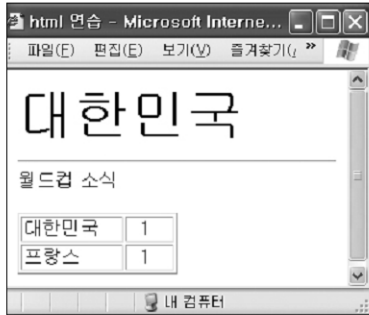 html 연습 - Microsoft Interne...
파일(F) 편집(E) 보기(V) 즐겨찾기( »
대한민국
월드컵 소식
대한민국 1
프랑스 1
내 컴퓨터